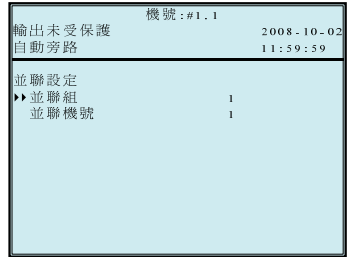 機號:#1.1
輸出未受保護 2008-10-02
自動旁路 11:59:59
並聯設定
▸▸並聯組 1
並聯機號 1